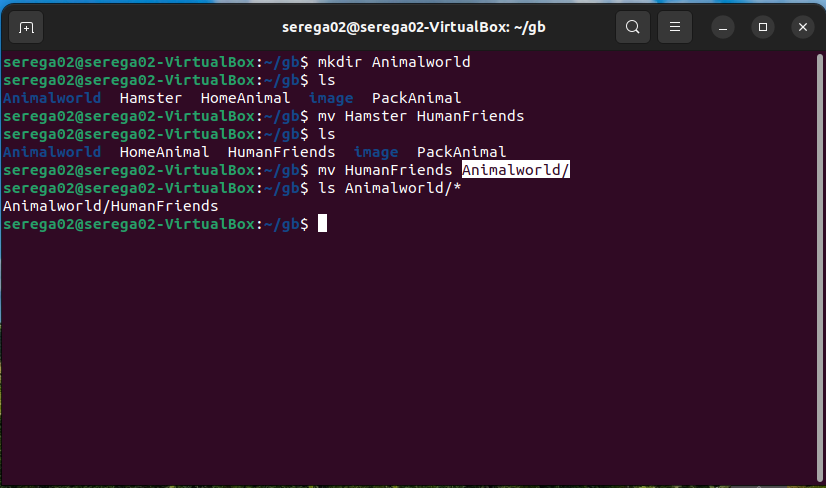 serega02@serega02-VirtualBox: ~/gb
serega02@serega02-VirtualBox:~/gb$ mkdir Animalworld
serega02@serega02-VirtualBox:~/gb$ ls
Animalworld  Hamster  HomeAnimal  image  PackAnimal
serega02@serega02-VirtualBox:~/gb$ mv Hamster HumanFriends
serega02@serega02-VirtualBox:~/gb$ ls
Animalworld  HomeAnimal  HumanFriends  image  PackAnimal
serega02@serega02-VirtualBox:~/gb$ mv HumanFriends Animalworld/
serega02@serega02-VirtualBox:~/gb$ ls Animalworld/*
Animalworld/HumanFriends
serega02@serega02-VirtualBox:~/gb$